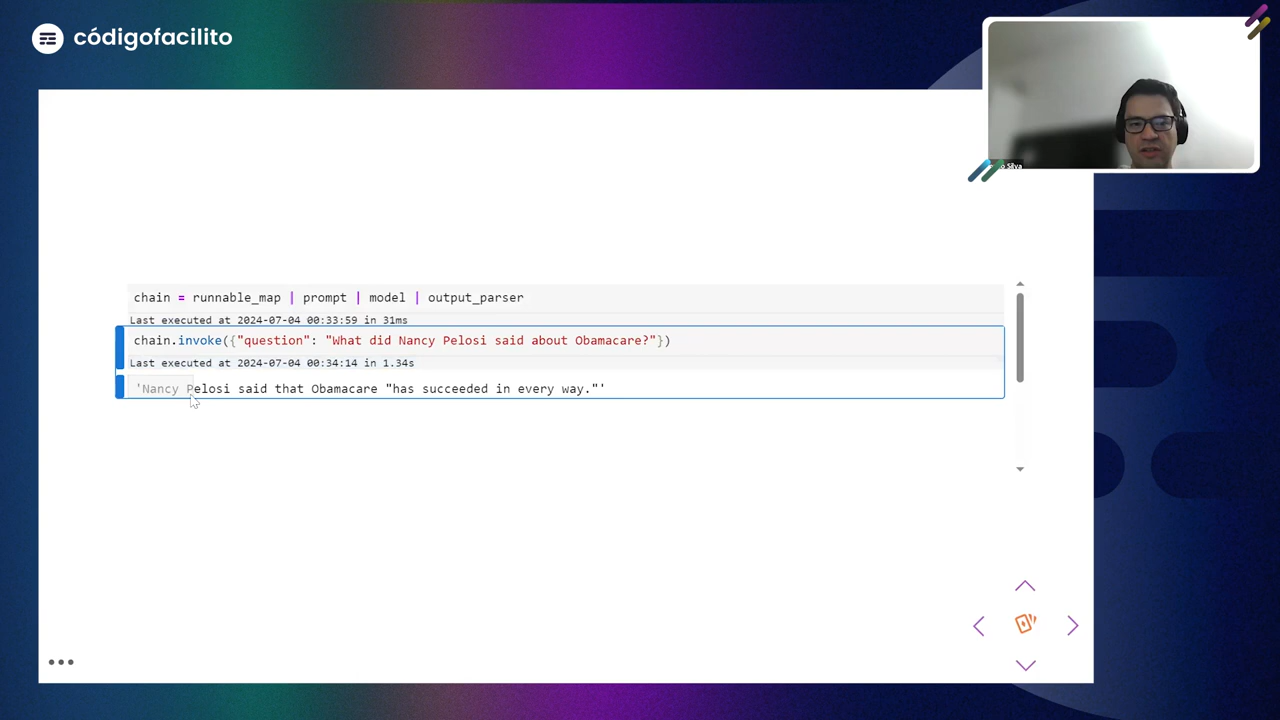 códigofacilito
Silva
chain = runnable_map | prompt | model | output_parser
Last executed at 2024-07-04 00:33:59 in 31ms
chain.invoke({"question": "What did Nancy Pelosi said about Obamacare?"})
Last executed at 2024-07-04 00:34:14 in 1.34s
'Nancy Pelosi said that Obamacare "has succeeded in every way."'